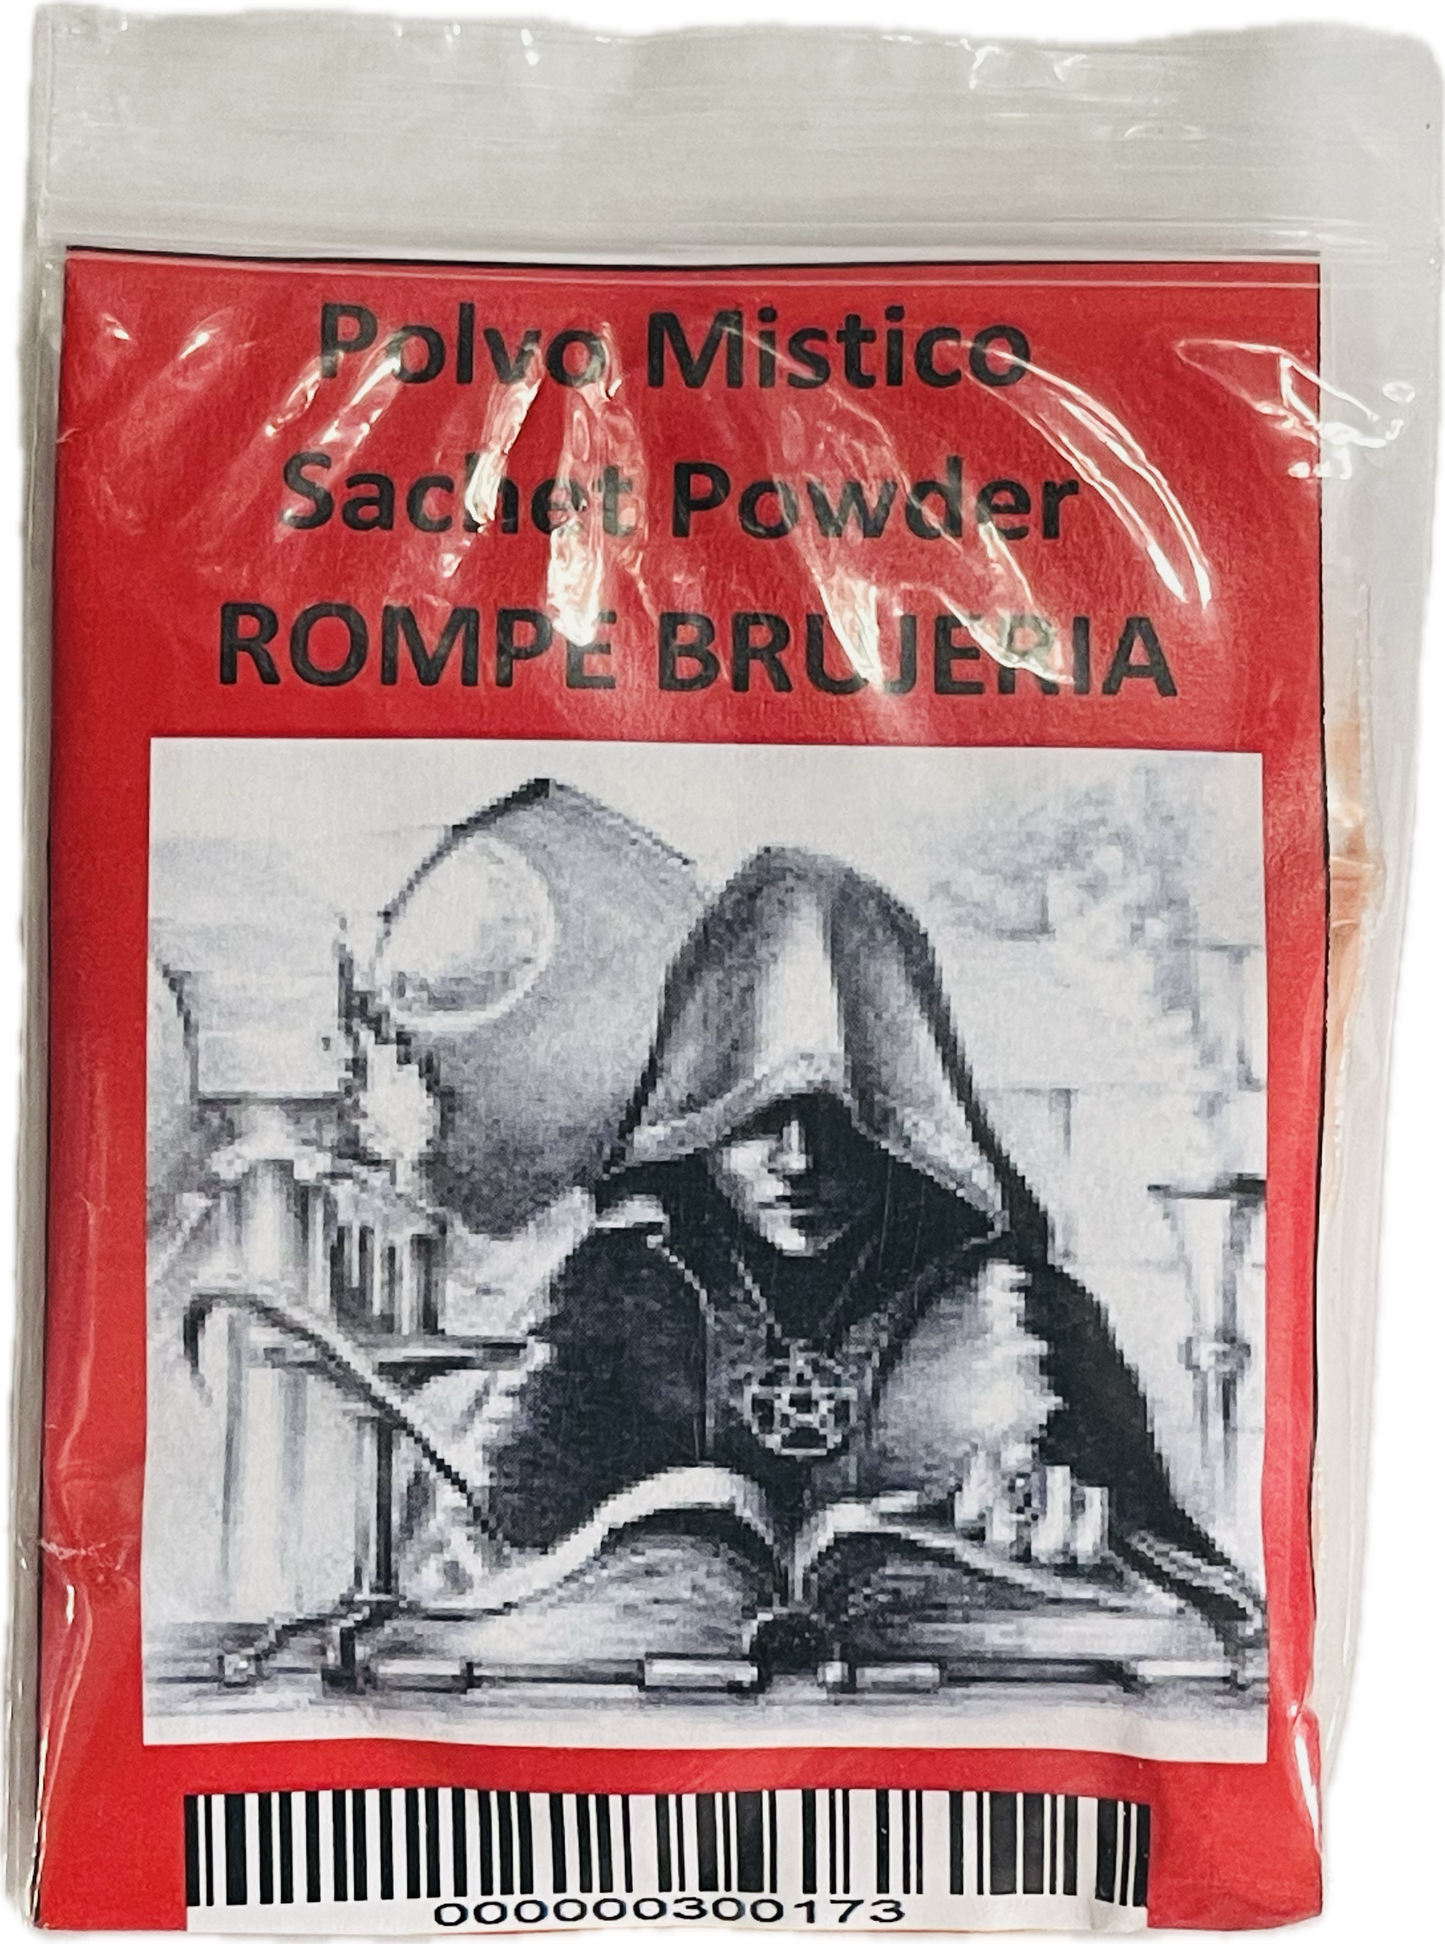 Polvo Mistico
Sachet Powder
ROMPE BRUJERIA
000000300173